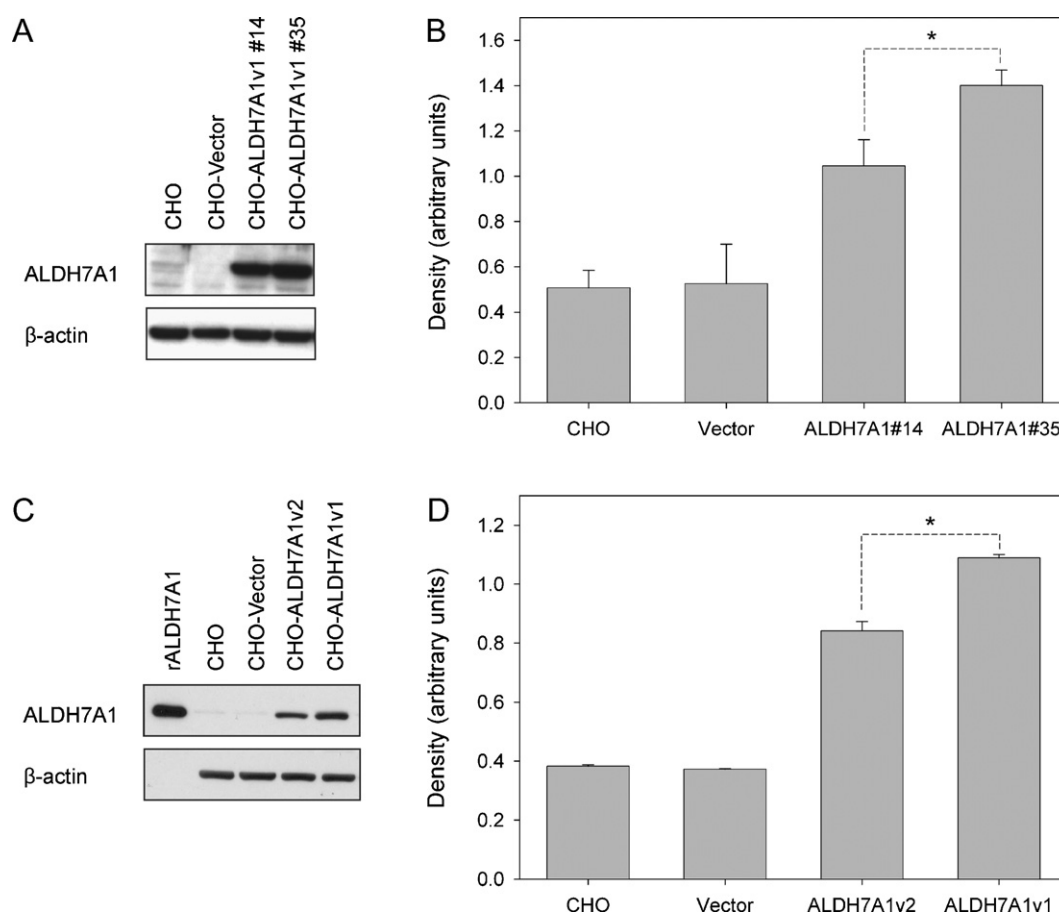 A
CHO
CHO-Vector
CHO-ALDH7A1v1 #14
CHO-ALDH7A1v1 #35
ALDH7A1
β-actin
B
Density (arbitrary units)
1.6
1.4
1.2
1.0
0.8
0.6
0.4
0.2
0.0
*
CHO Vector ALDH7A1#14 ALDH7A1#35
C
rALDH7A1
CHO
CHO-Vector
CHO-ALDH7A1v2
CHO-ALDH7A1v1
ALDH7A1
β-actin
D
Density (arbitrary units)
1.2
1.0
0.8
0.6
0.4
0.2
0.0
*
CHO Vector ALDH7A1v2 ALDH7A1v1